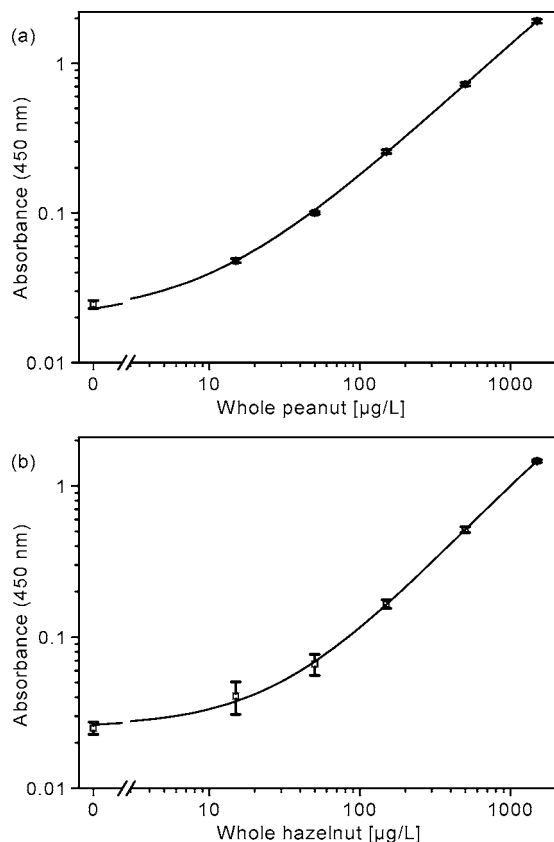 (a)
1
0.1
0.01
Absorbance (450 nm)
0 10 100 1000
Whole peanut [µg/L]
(b)
1
0.1
0.01
Absorbance (450 nm)
0 10 100 1000
Whole hazelnut [µg/L]